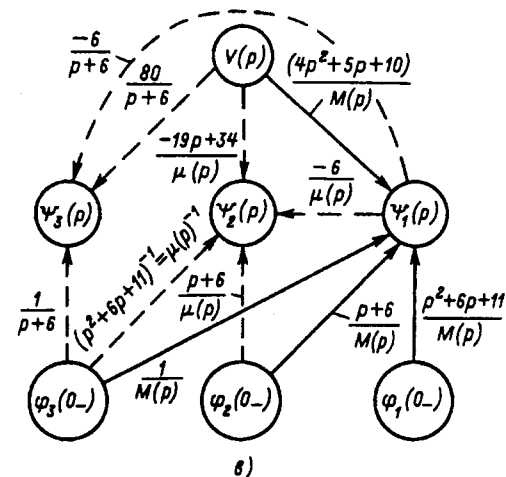 -6/(p+6)
80/(p+6)
V(p)
(4p²+5p+10)/M(p)
-19p+34/μ(p)
-6/μ(p)
Ψ₃(p)
Ψ₂(p)
Ψ₁(p)
1/(p+6)
(p²+6p+11)⁻¹=μ(p)⁻¹
p+6/μ(p)
p+6/M(p)
p²+6p+11/M(p)
1/M(p)
φ₃(0₋)
φ₂(0₋)
φ₁(0₋)
в)